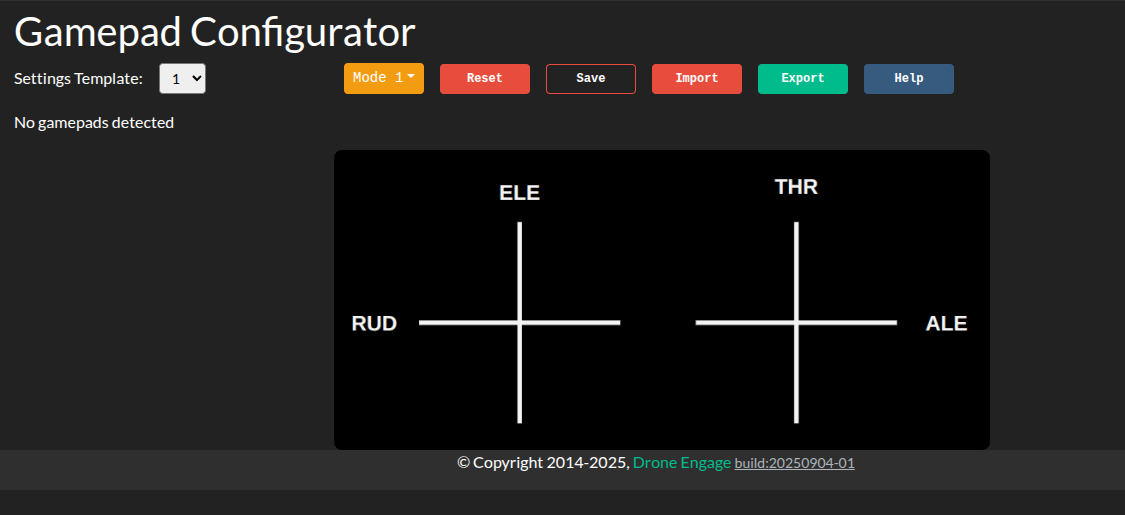 Gamepad Configurator
Settings Template: 1 Mode 1 Reset Save Import Export Help
No gamepads detected
ELE THR
RUD ALE
© Copyright 2014-2025, Drone Engage build:20250904-01